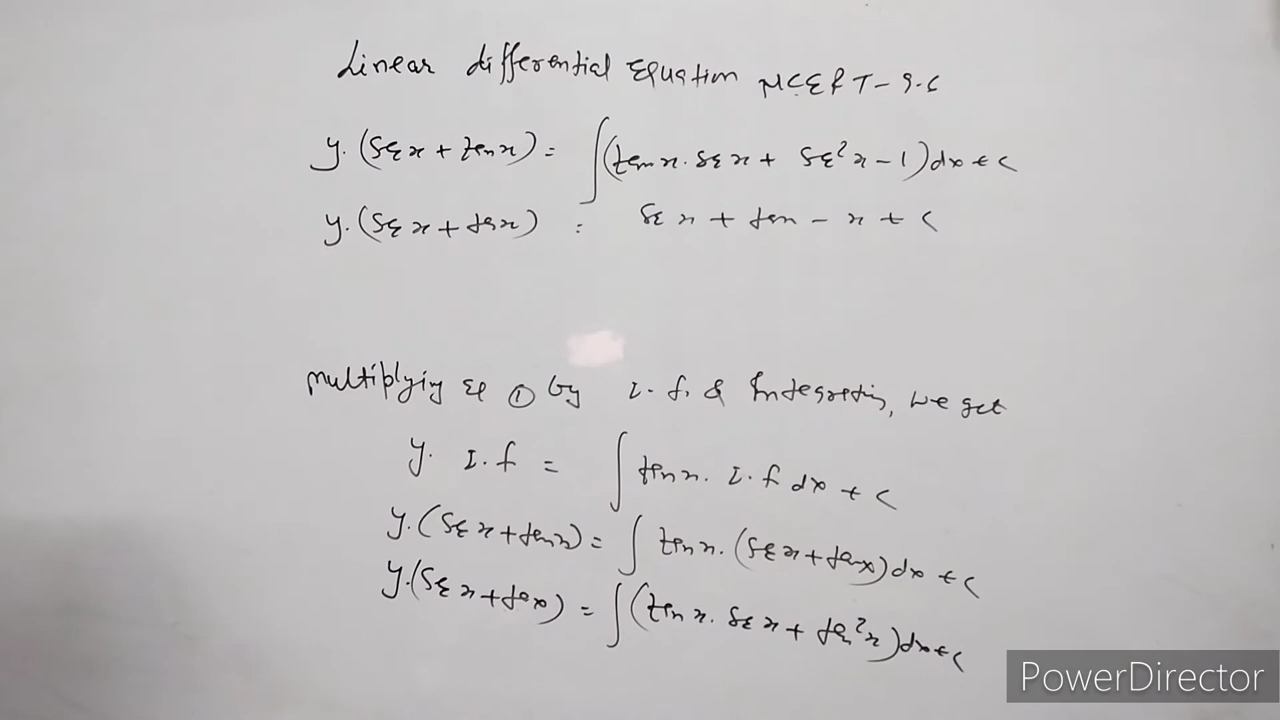 Linear differential Equation NCERT-9.6
y.(sec x + tan x) = ∫(tan x. sec x + sec²x - 1)dx + C
y.(sec x + tan x) = sec x + tan - x + C
multiplying eq ① by I.f. & Integrating, we get
y. I.f = ∫ tan x. I.f dx + C
y.(sec x + tan x) = ∫ tan x. (sec x + tan x)dx + C
y.(sec x + tan x) = ∫(tan x. sec x + tan²x)dx + C
PowerDirector